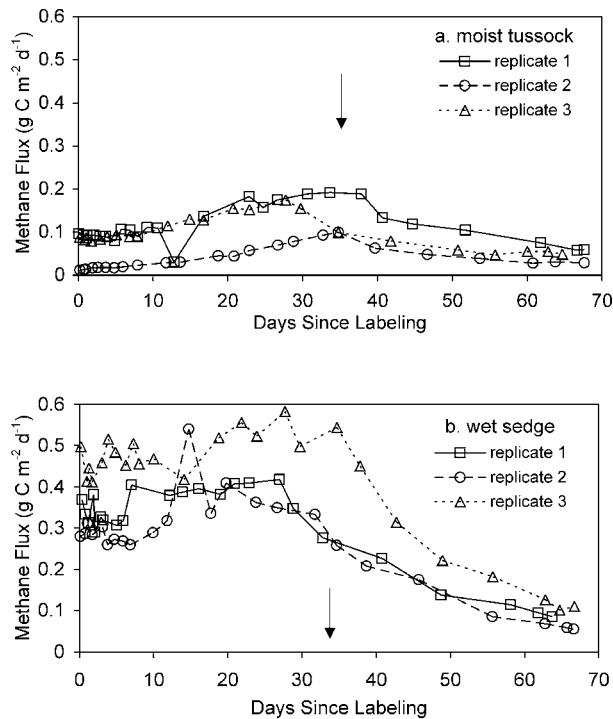 a. moist tussock
replicate 1
replicate 2
replicate 3
Methane Flux (g C m-2 d-1)
0.6
0.5
0.4
0.3
0.2
0.1
0
0 10 20 30 40 50 60 70
Days Since Labeling
b. wet sedge
replicate 1
replicate 2
replicate 3
Methane Flux (g C m-2 d-1)
0.6
0.5
0.4
0.3
0.2
0.1
0
0 10 20 30 40 50 60 70
Days Since Labeling